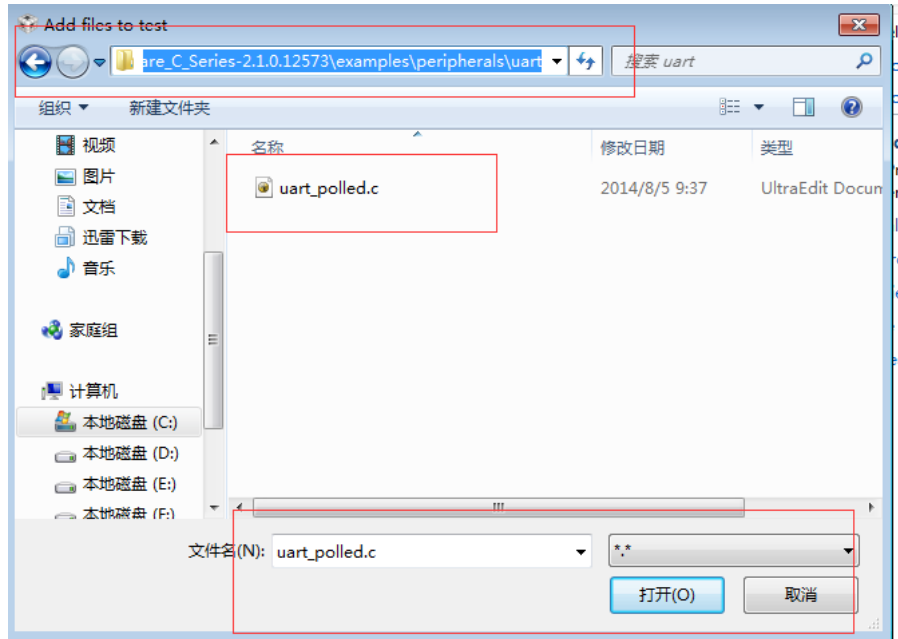 Add files to test
are_C_Series-2.1.0.12573\examples\peripherals\uart
搜索 uart
组织
新建文件夹
视频
图片
文档
迅雷下载
音乐
家庭组
计算机
本地磁盘 (C:)
本地磁盘 (D:)
本地磁盘 (E:)
本地磁盘 (F:)
名称
修改日期
类型
uart_polled.c
2014/8/5 9:37
UltraEdit Docum
文件名(N):
uart_polled.c
*.*
打开(O)
取消